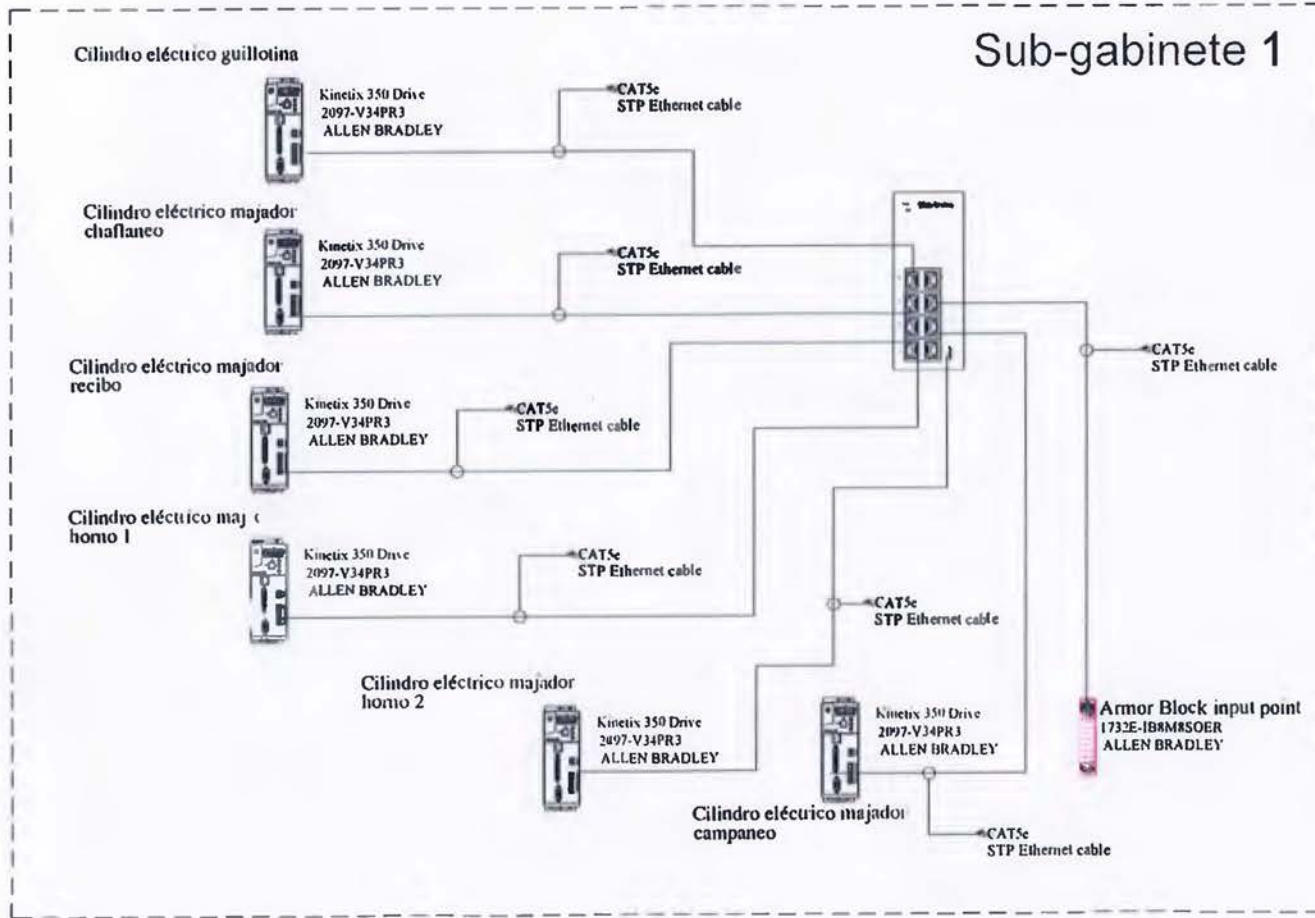 Sub-gabinete 1
Cilindro eléctrico guillotina
Kinetix 350 Drive
2097-V34PR3
ALLEN BRADLEY
CAT5e
STP Ethernet cable
Cilindro eléctrico majador
chaflaneo
Kinetix 350 Drive
2097-V34PR3
ALLEN BRADLEY
CAT5e
STP Ethernet cable
CAT5e
STP Ethernet cable
Cilindro eléctrico majador
recibo
Kinetix 350 Drive
2097-V34PR3
ALLEN BRADLEY
CAT5e
STP Ethernet cable
Cilindro eléctrico maj
horno 1
Kinetix 350 Drive
2097-V34PR3
ALLEN BRADLEY
CAT5e
STP Ethernet cable
CAT5e
STP Ethernet cable
Cilindro eléctrico majador
horno 2
Kinetix 350 Drive
2097-V34PR3
ALLEN BRADLEY
Kinetix 350 Drive
2097-V34PR3
ALLEN BRADLEY
Cilindro eléctrico majador
campaneo
Armor Block input point
1732E-IB8M8SOER
ALLEN BRADLEY
CAT5e
STP Ethernet cable